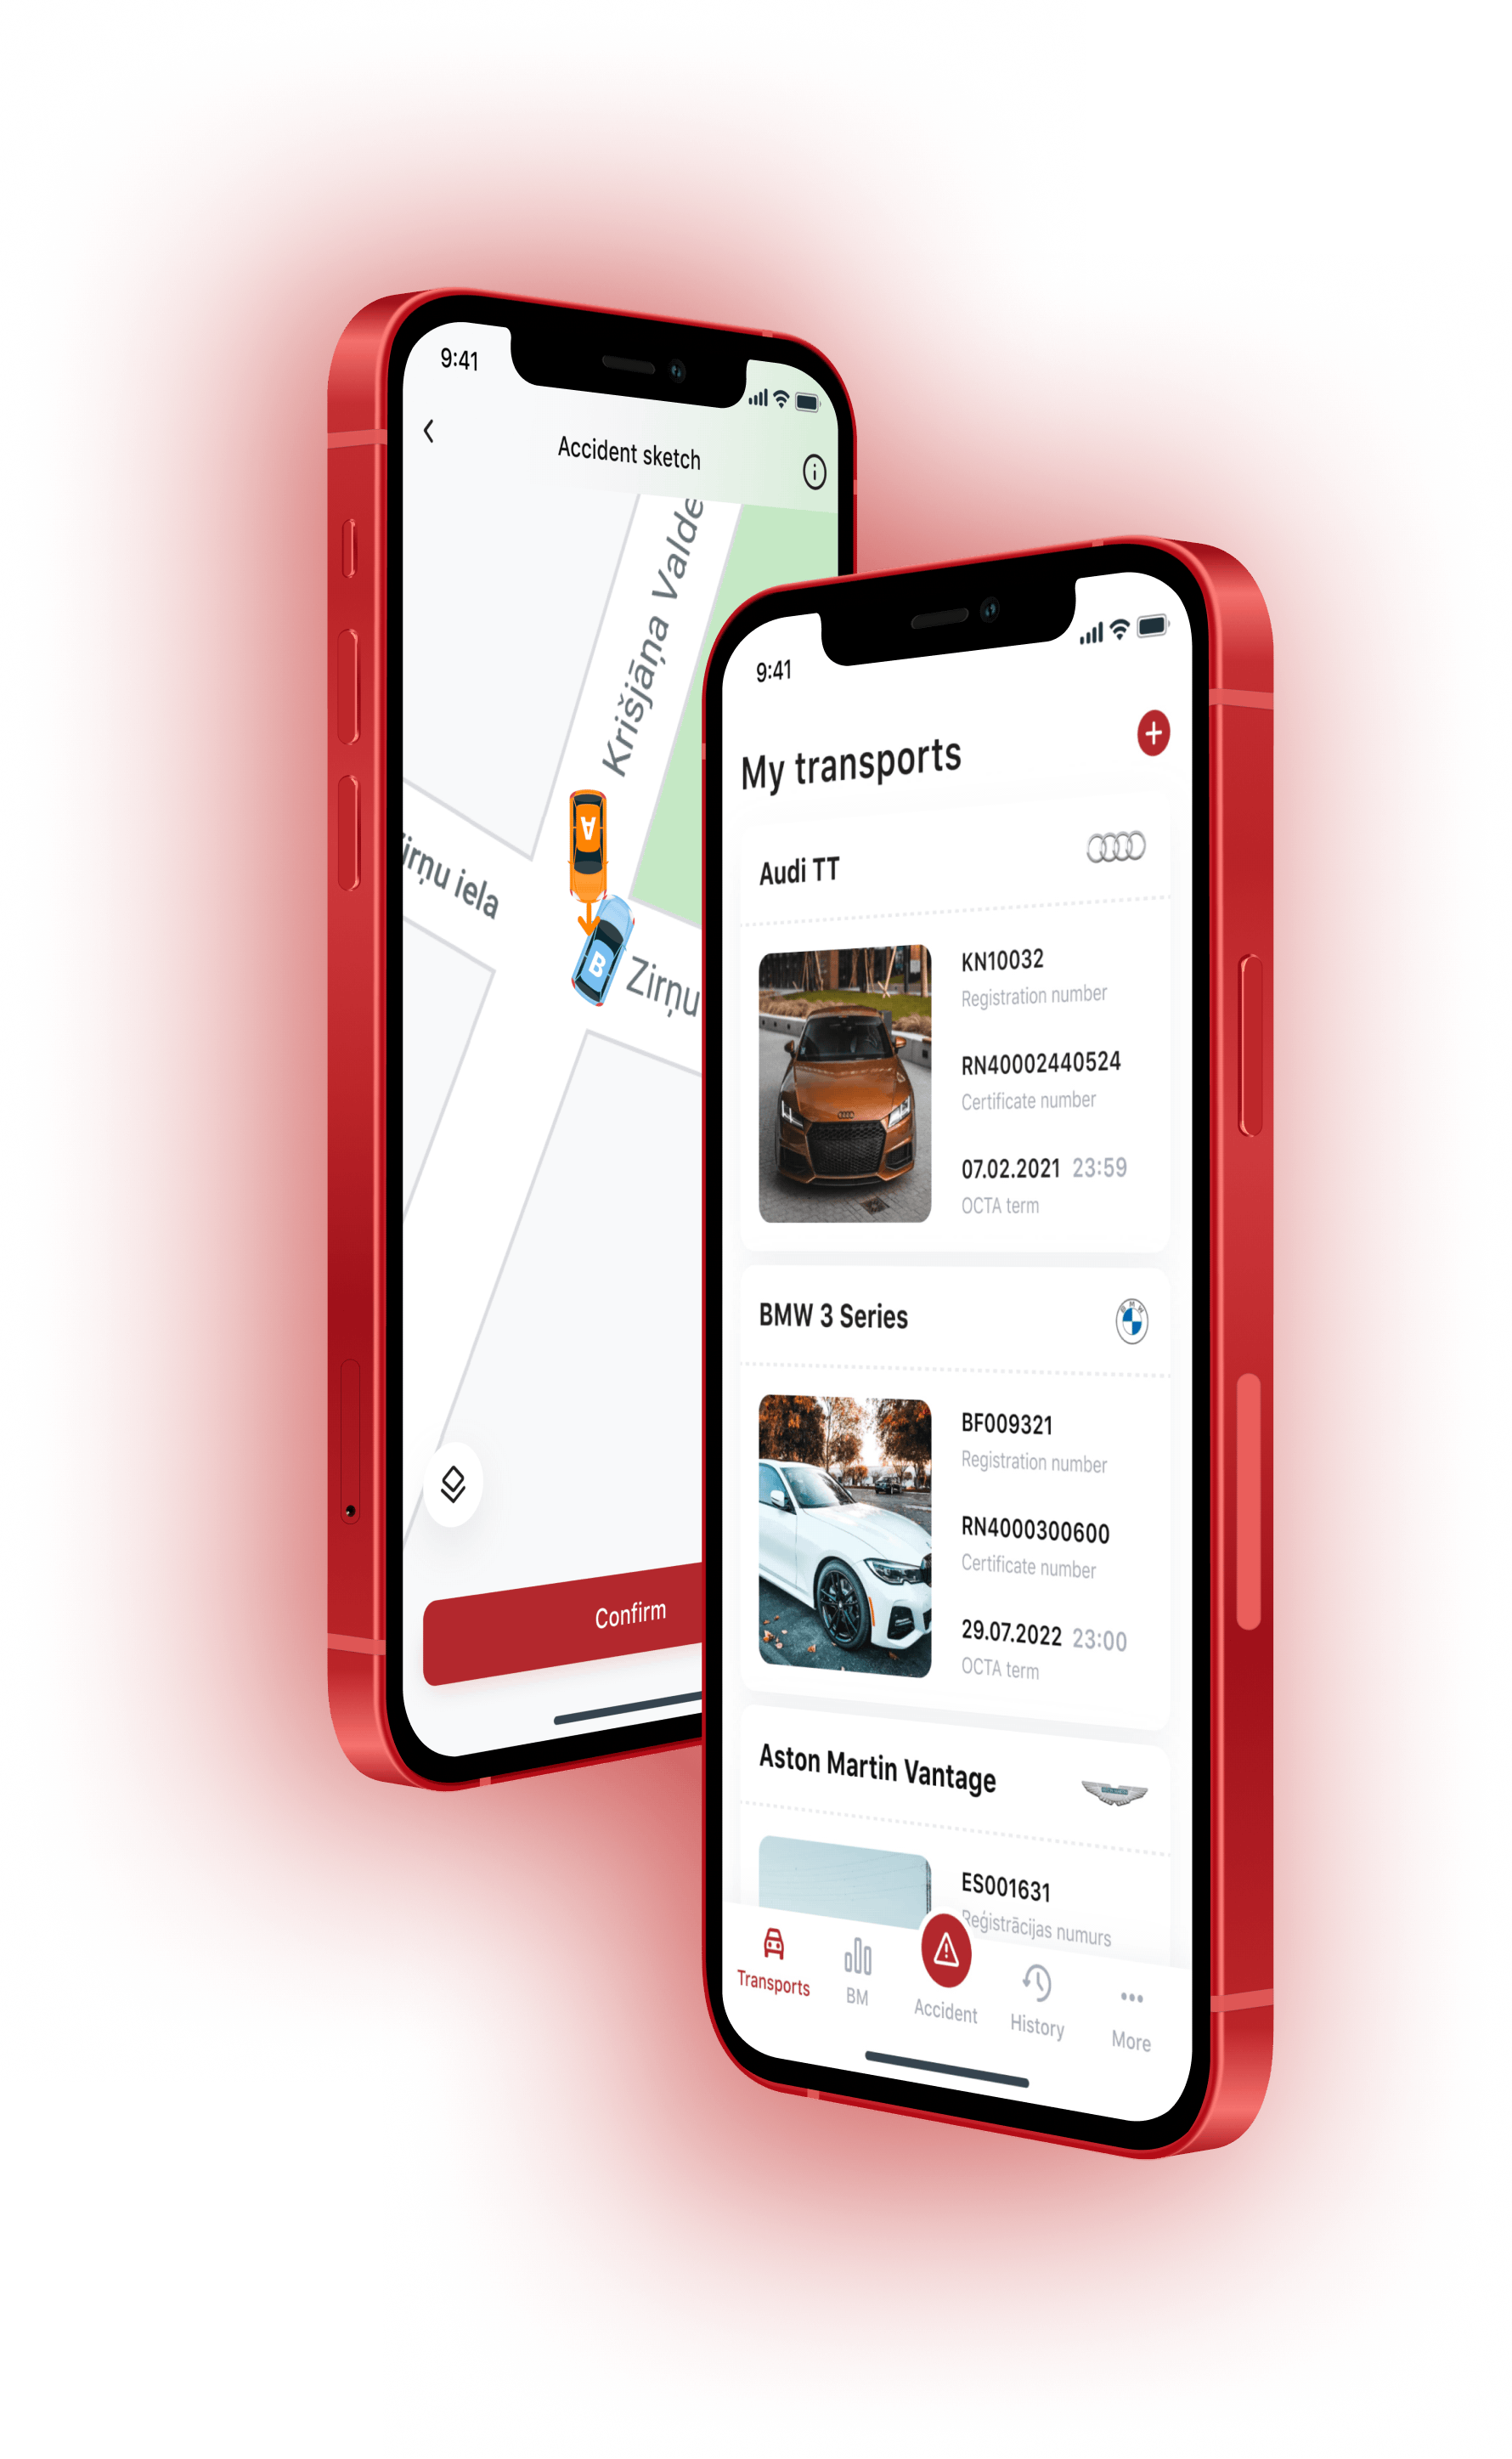 9:41
Accident sketch
Krišjāņa Valde
Zirņu iela
A
B
Zirņu
Confirm
9:41
My transports
Audi TT
KN10032
Registration number
RN40002440524
Certificate number
07.02.2021 23:59
OCTA term
BMW 3 Series
BMW
BF009321
Registration number
RN4000300600
Certificate number
29.07.2022 23:00
OCTA term
Aston Martin Vantage
ES001631
Reģistrācijas numurs
Transports
BM
Accident
History
More